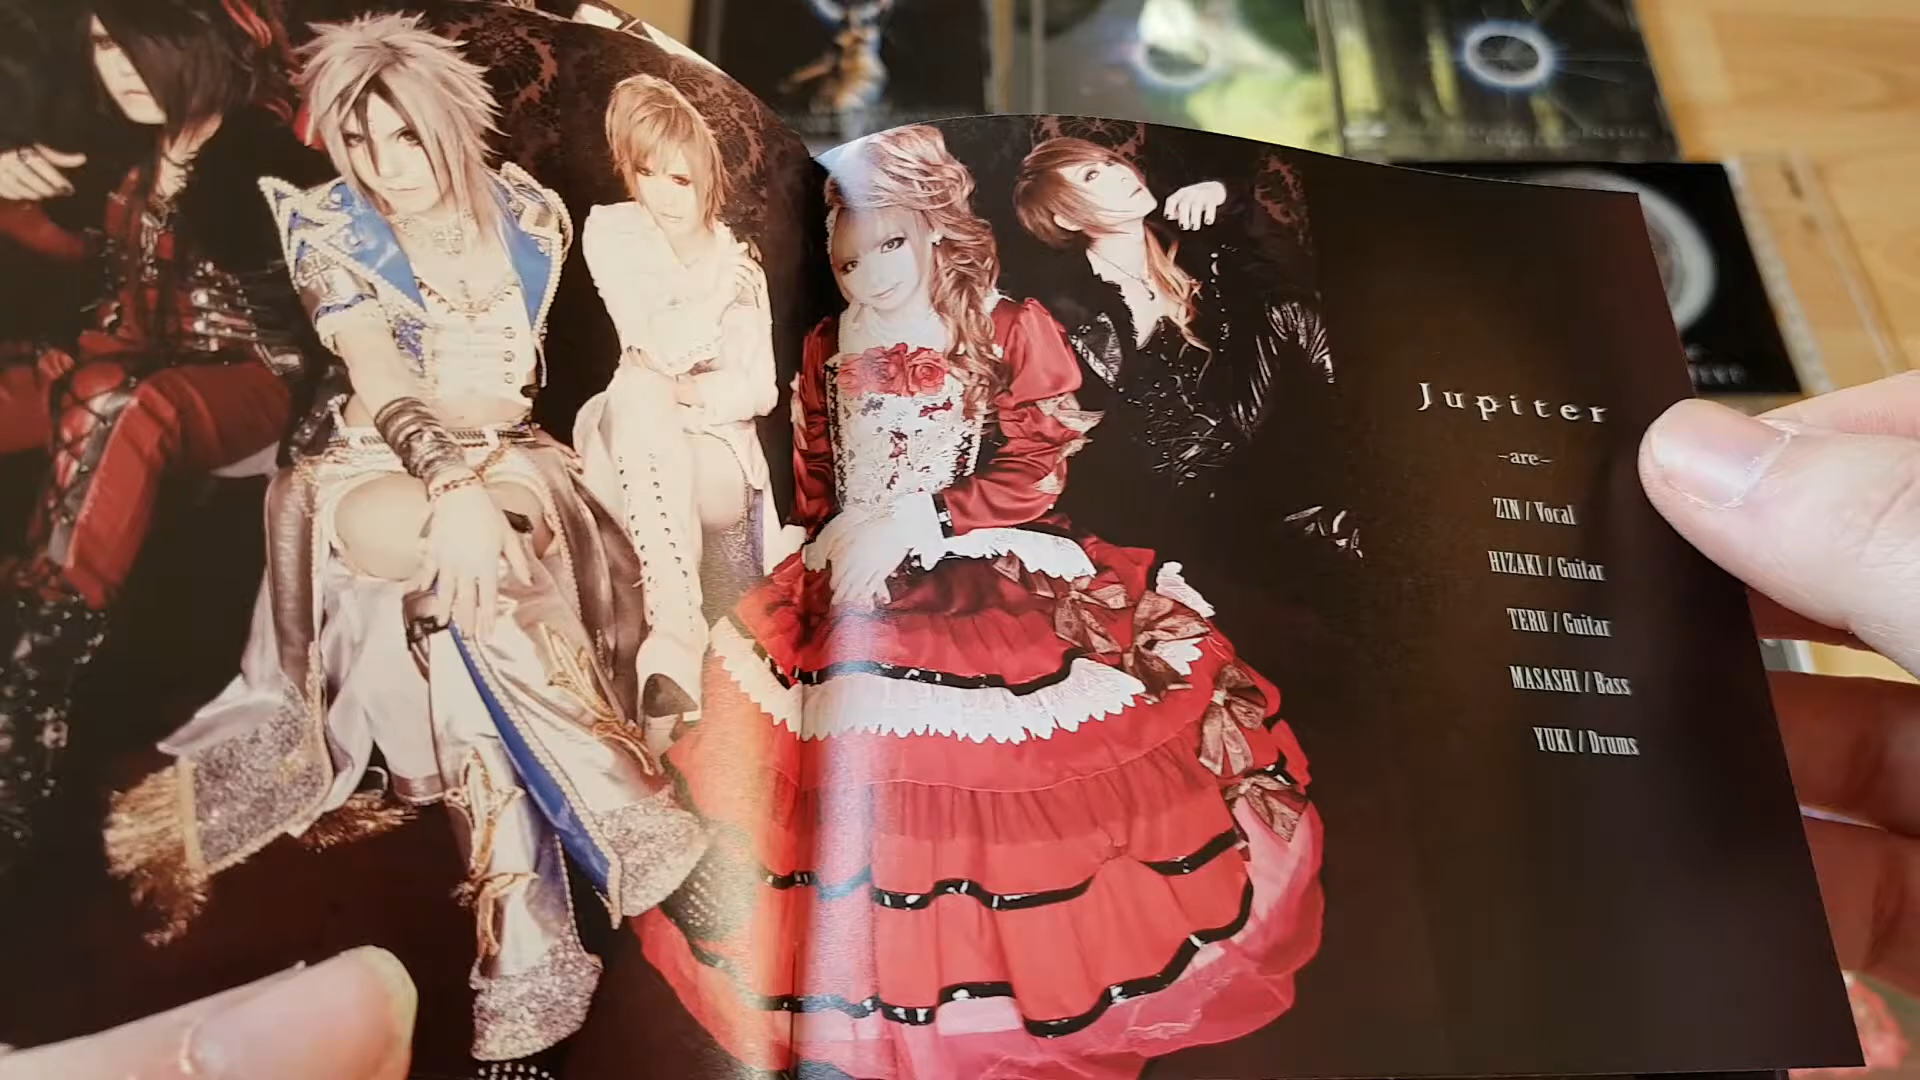 Jupiter
-are-
ZIN / Vocal
HIZAKI / Guitar
TERU / Guitar
MASASHI / Bass
YUKI / Drums